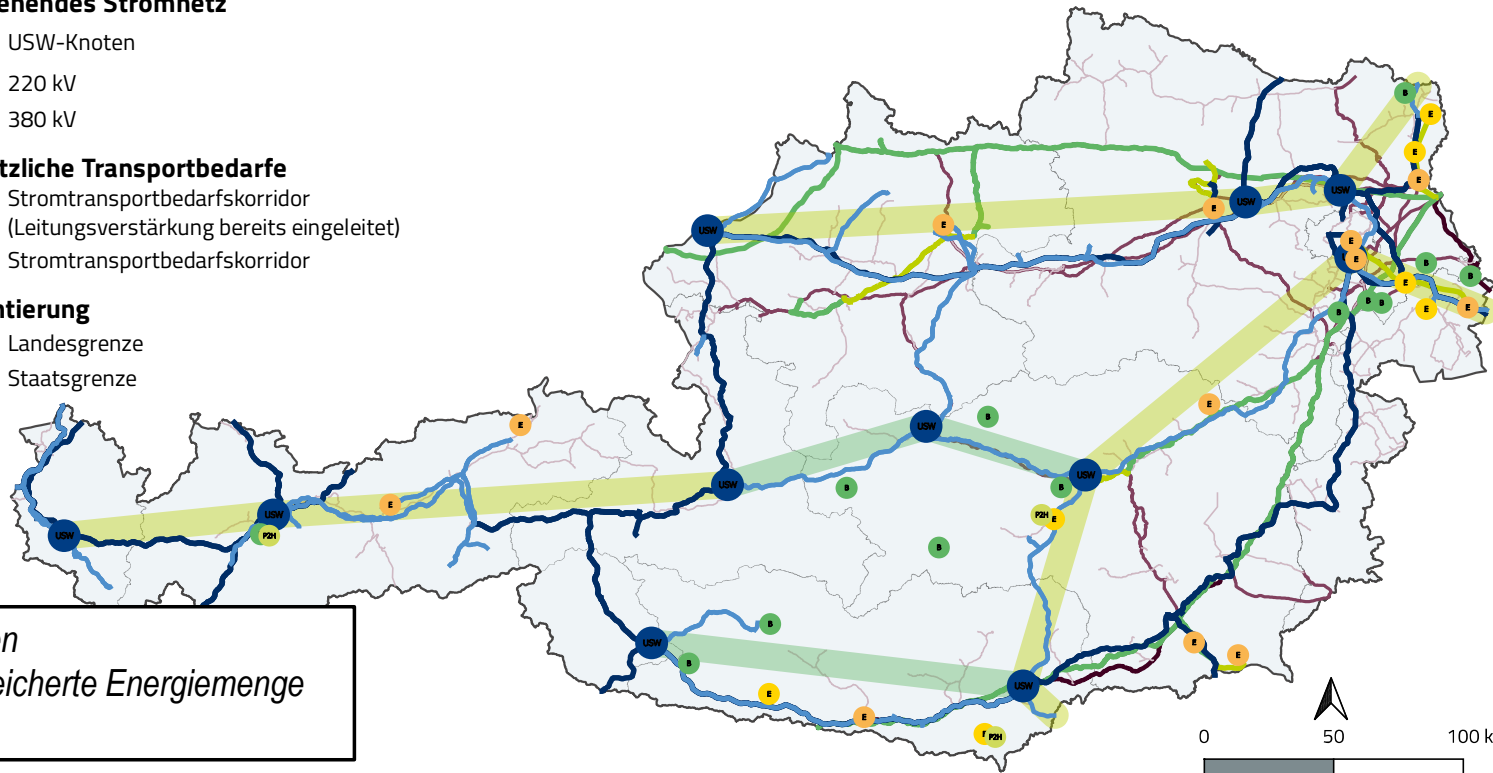 ehendes Stromnetz
USW-Knoten
220 kV
380 kV
tzliche Transportbedarfe
Stromtransportbedarfskorridor
(Leitungsverstärkung bereits eingeleitet)
Stromtransportbedarfskorridor
ntierung
Landesgrenze
Staatsgrenze
n
eicherte Energiemenge
B
E
E
E
USW
USW
E
E
USW
E
E
B
B
E
B
B
E
E
B
E
B
USW
E
E
USW
E
USW
USW
B
B
P2H
E
USW
P2H
B
B
USW
B
E
E
USW
E
E
P2H
0
50
100 k